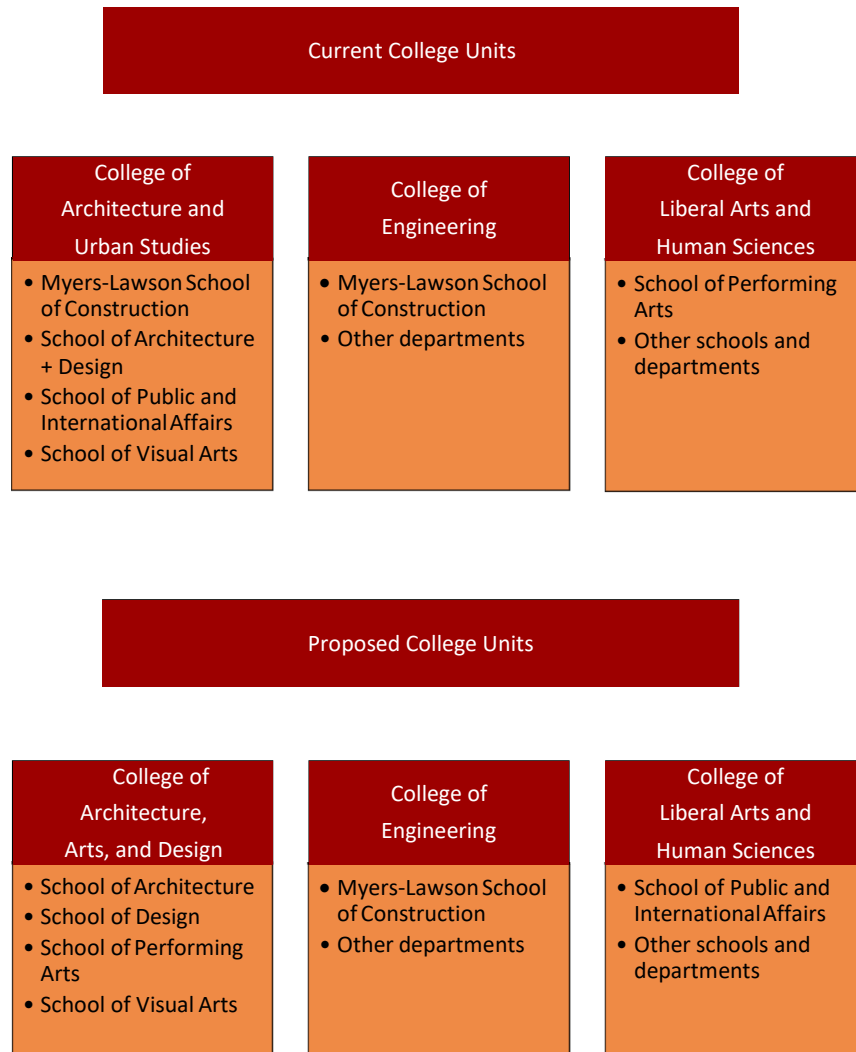 Current College Units
College of
Architecture and
Urban Studies
• Myers-Lawson School
of Construction
• School of Architecture
+ Design
• School of Public and
International Affairs
• School of Visual Arts
College of
Engineering
• Myers-Lawson School
of Construction
• Other departments
College of
Liberal Arts and
Human Sciences
• School of Performing
Arts
• Other schools and
departments
Proposed College Units
College of
Architecture,
Arts, and Design
• School of Architecture
• School of Design
• School of Performing
Arts
• School of Visual Arts
College of
Engineering
• Myers-Lawson School
of Construction
• Other departments
College of
Liberal Arts and
Human Sciences
• School of Public and
International Affairs
• Other schools and
departments